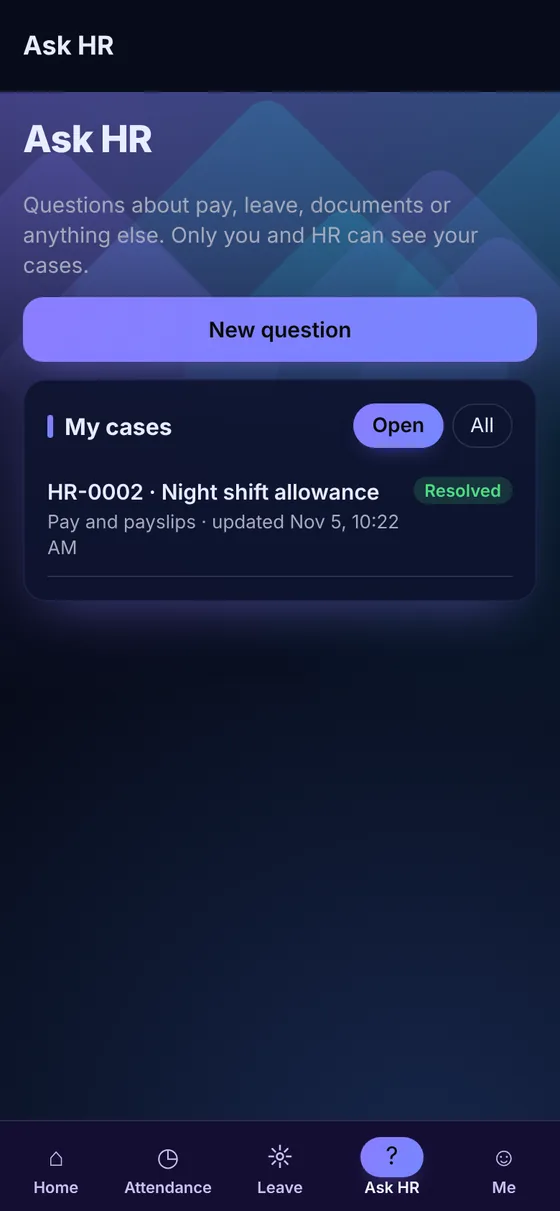 Ask HR
Ask HR
Questions about pay, leave, documents or
anything else. Only you and HR can see your
cases.
New question
My cases
Open
All
HR-0002 · Night shift allowance
Resolved
Pay and payslips · updated Nov 5, 10:22
AM
?
Home
Attendance
Leave
Ask HR
Me